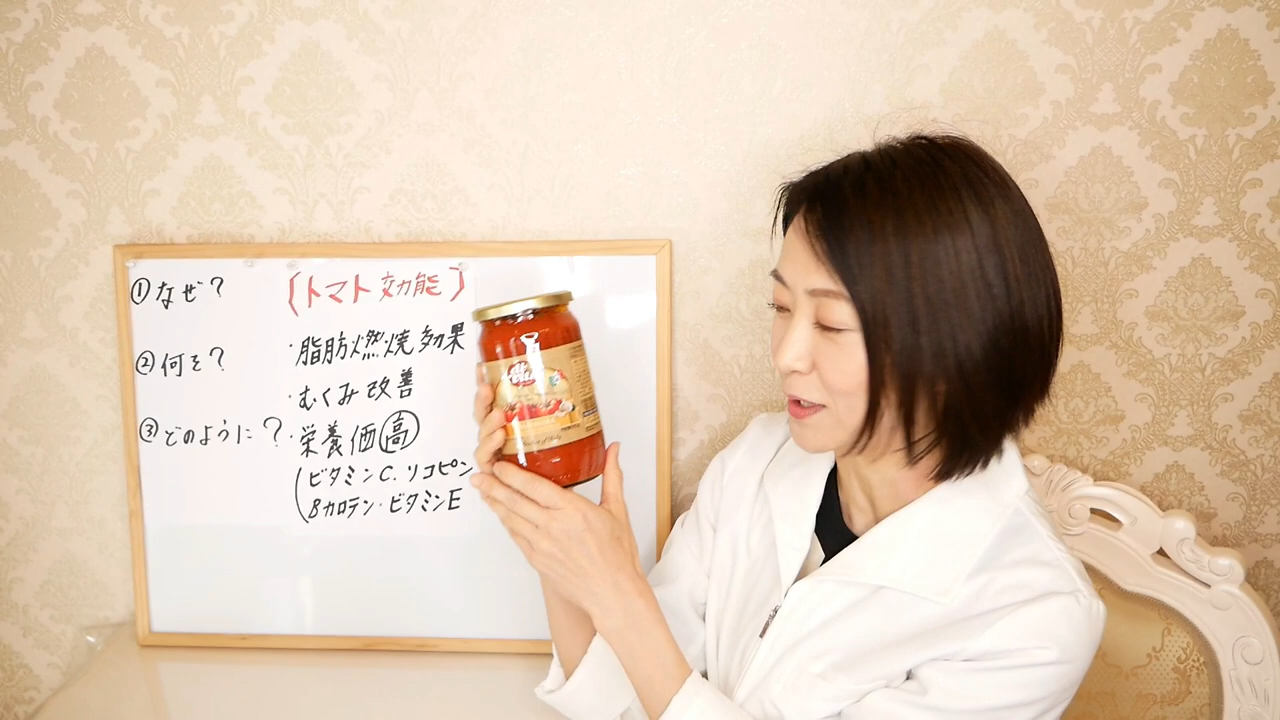 ①なぜ?
②何を?
③どのように?
(トマト効能)
・脂肪燃焼効果
・むくみ改善
・栄養価高
(ビタミンC.リコピン
βカロテン・ビタミンE